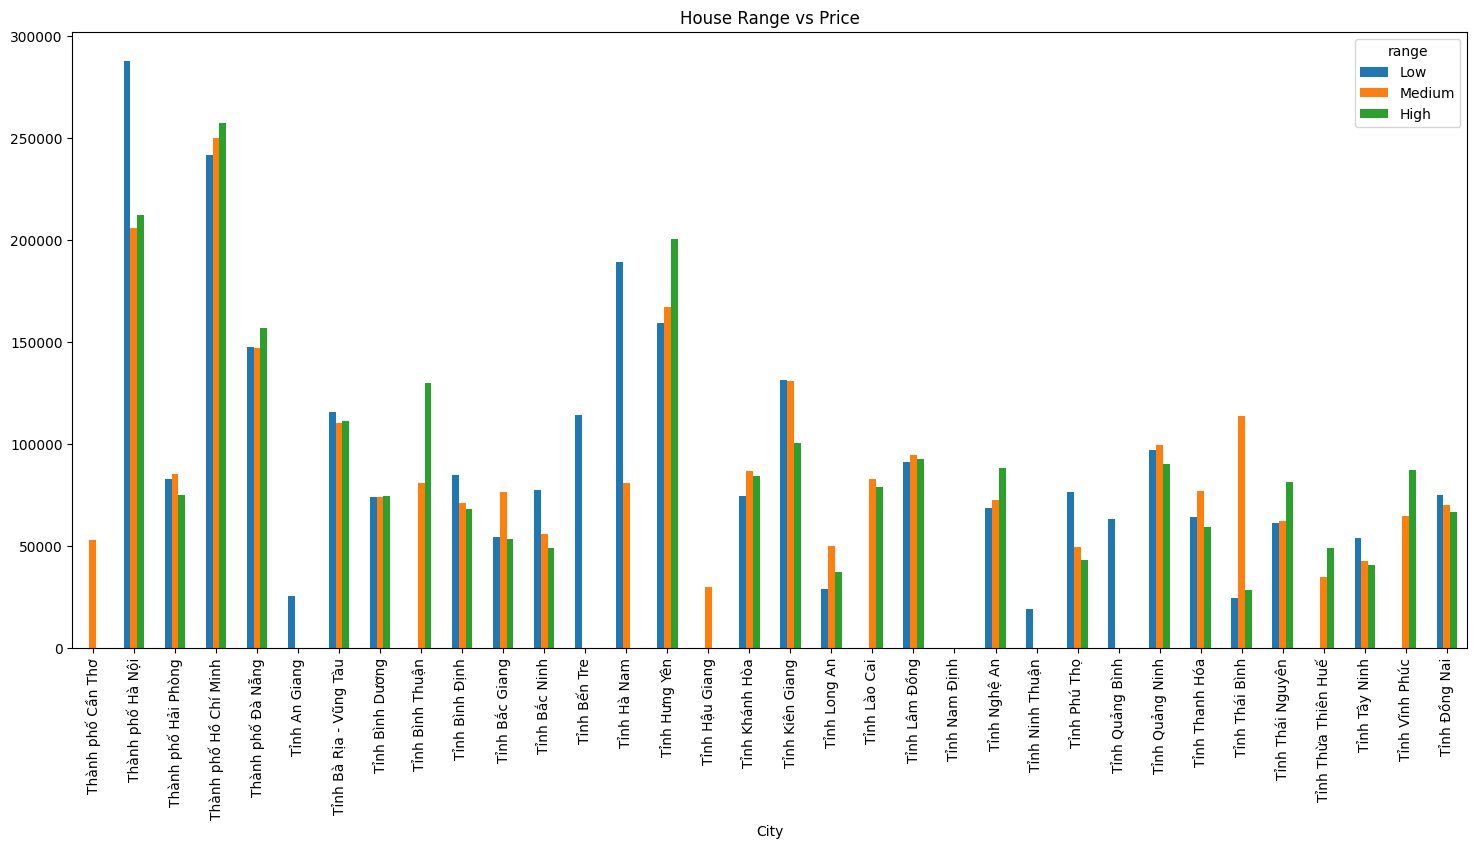 House Range vs Price
300000
250000
200000
150000
100000
50000
0
range
Low
Medium
High
Thành phố Cần Thơ
Thành phố Hà Nội
Thành phố Hải Phòng
Thành phố Hồ Chí Minh
Thành phố Đà Nẵng
Tỉnh An Giang
Tỉnh Bà Rịa - Vũng Tàu
Tỉnh Bình Dương
Tỉnh Bình Thuận
Tỉnh Bình Định
Tỉnh Bắc Giang
Tỉnh Bắc Ninh
Tỉnh Bến Tre
Tỉnh Hà Nam
Tỉnh Hưng Yên
Tỉnh Hậu Giang
Tỉnh Khánh Hòa
Tỉnh Kiên Giang
Tỉnh Long An
Tỉnh Lào Cai
Tỉnh Lâm Đồng
Tỉnh Nam Định
Tỉnh Nghệ An
Tỉnh Ninh Thuận
Tỉnh Phú Thọ
Tỉnh Quảng Bình
Tỉnh Quảng Ninh
Tỉnh Thanh Hóa
Tỉnh Thái Bình
Tỉnh Thái Nguyên
Tỉnh Thừa Thiên Huế
Tỉnh Tây Ninh
Tỉnh Vĩnh Phúc
Tỉnh Đồng Nai
City